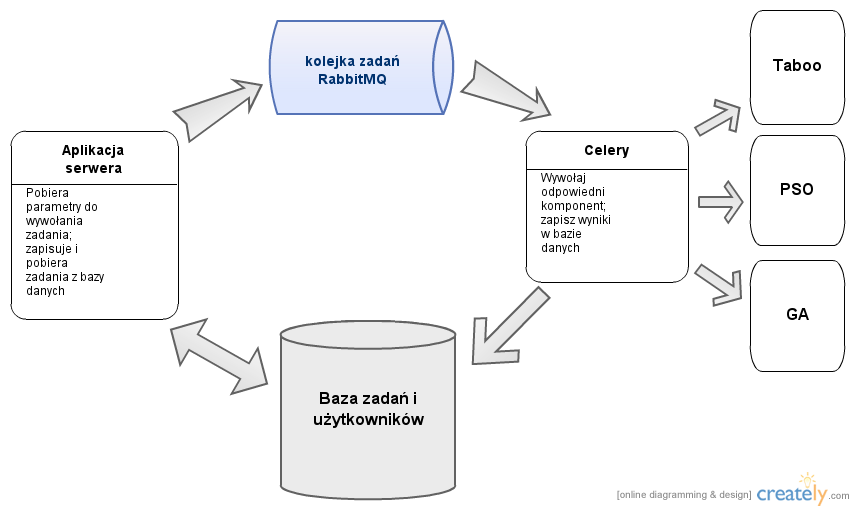 kolejka zadań
RabbitMQ
Taboo
Aplikacja
serwera
Pobiera
parametry do
wywołania
zadania;
zapisuje i
pobiera
zadania z bazy
danych
Celery
Wywołaj
odpowiedni
komponent;
zapisz wyniki
w bazie
danych
PSO
GA
Baza zadań i
użytkowników
[online diagramming & design] creately.com